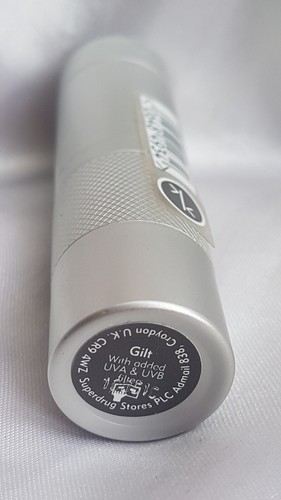 Gilt
With added
UVA & UVB
filters
Superdrug Stores PLC Admail 838, Croydon U.K. CR9 4WZ